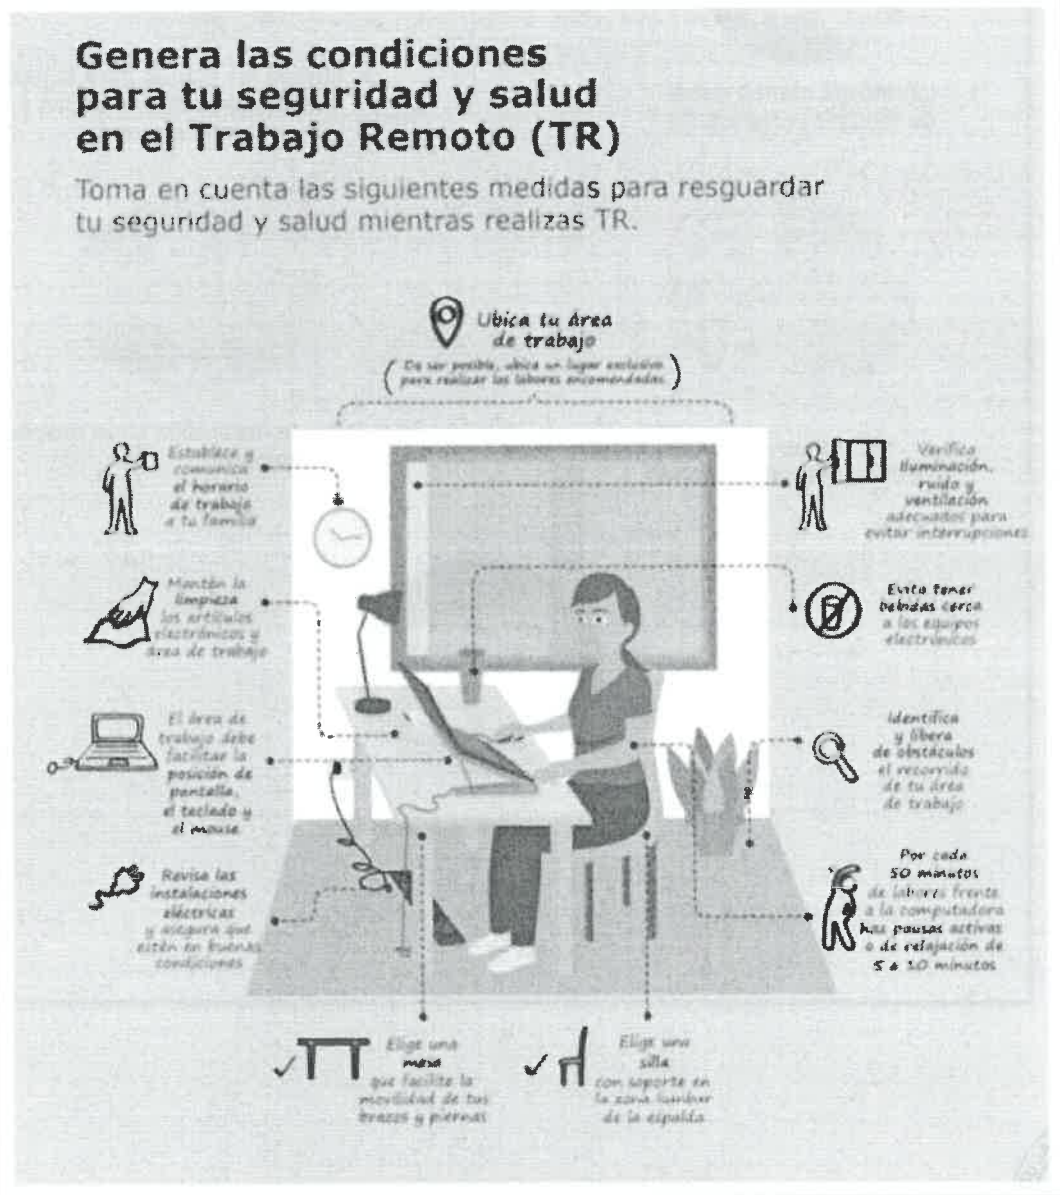 Genera las condiciones
para tu seguridad y salud
en el Trabajo Remoto (TR)
Toma en cuenta las siguientes medidas para resguardar
tu seguridad y salud mientras realizas TR.
Ubica tu área
de trabajo
(De ser posible, ubica un lugar exclusivo
para realizar las labores encomendadas)
Establece y
comunica
el horario
de trabajo
a tu familia
Mantén la
limpieza
los artículos
electrónicos y
área de trabajo
El área de
trabajo debe
facilitar la
posición de
pantalla,
el teclado y
el mouse
Revisa las
instalaciones
eléctricas
y asegura que
estén en buenas
condiciones
Verifica
iluminación,
ruido y
ventilación
adecuados para
evitar interrupciones
Evita tener
bebidas cerca
a los equipos
electrónicos
Identifica
y libera
de obstáculos
el recorrido
de tu área
de trabajo
Por cada
50 minutos
de labores frente
a la computadora
haz pausas activas
o de relajación de
5 a 10 minutos
Elige una
mesa
que facilite la
movilidad de tus
brazos y piernas
Elige una
silla
con soporte en
la zona lumbar
de la espalda